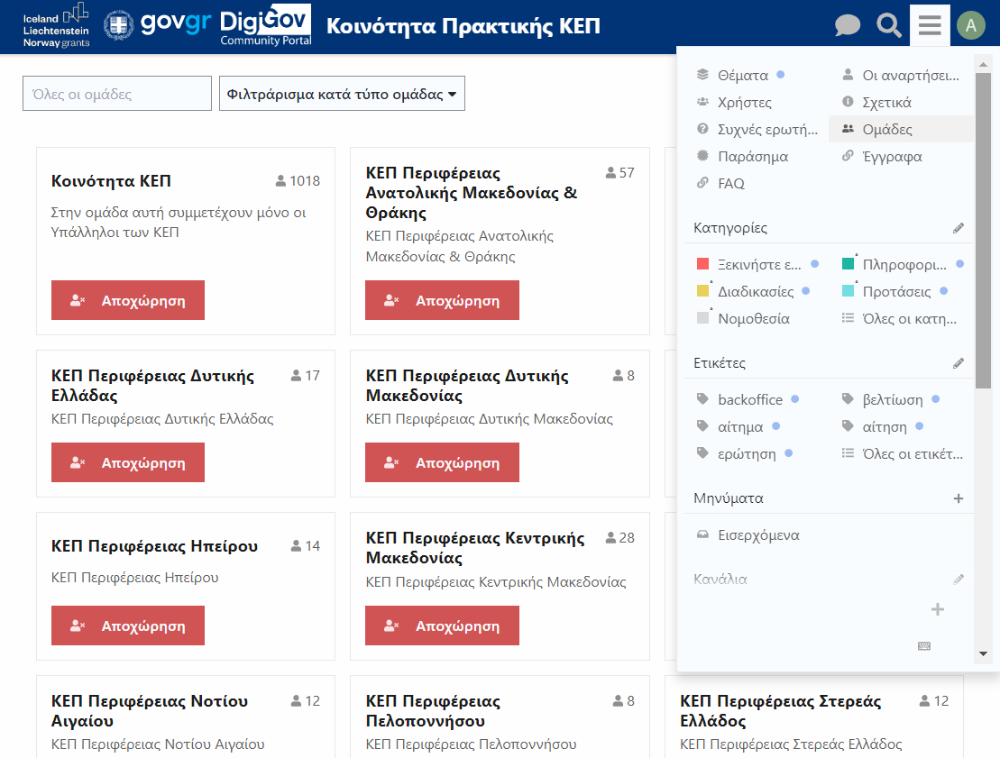 Iceland
Liechtenstein
Norway grants
govgr
DigiGov
Community Portal
Κοινότητα Πρακτικής ΚΕΠ
A
Όλες οι ομάδες
Φιλτράρισμα κατά τύπο ομάδας
Κοινότητα ΚΕΠ
1018
Στην ομάδα αυτή συμμετέχουν μόνο οι
Υπάλληλοι των ΚΕΠ
Αποχώρηση
ΚΕΠ Περιφέρειας
Ανατολικής Μακεδονίας &
Θράκης
57
ΚΕΠ Περιφέρειας Ανατολικής
Μακεδονίας & Θράκης
Αποχώρηση
ΚΕΠ Περιφέρειας Δυτικής
Ελλάδας
17
ΚΕΠ Περιφέρειας Δυτικής Ελλάδας
Αποχώρηση
ΚΕΠ Περιφέρειας Δυτικής
Μακεδονίας
8
ΚΕΠ Περιφέρειας Δυτικής Μακεδονίας
Αποχώρηση
ΚΕΠ Περιφέρειας Ηπείρου
14
ΚΕΠ Περιφέρειας Ηπείρου
Αποχώρηση
ΚΕΠ Περιφέρειας Κεντρικής
Μακεδονίας
28
ΚΕΠ Περιφέρειας Κεντρικής Μακεδονίας
Αποχώρηση
ΚΕΠ Περιφέρειας Νοτίου
Αιγαίου
12
ΚΕΠ Περιφέρειας Νοτίου Αιγαίου
ΚΕΠ Περιφέρειας
Πελοποννήσου
8
ΚΕΠ Περιφέρειας Πελοποννήσου
ΚΕΠ Περιφέρειας Στερεάς
Ελλάδος
12
ΚΕΠ Περιφέρειας Στερεάς Ελλάδος
Θέματα
Οι αναρτήσει...
Χρήστες
Σχετικά
Συχνές ερωτή...
Ομάδες
Παράσημα
Έγγραφα
FAQ
Κατηγορίες
Ξεκινήστε ε...
Πληροφορι...
Διαδικασίες
Προτάσεις
Νομοθεσία
Όλες οι κατη...
Ετικέτες
backoffice
βελτίωση
αίτημα
αίτηση
ερώτηση
Όλες οι ετικέτ...
Μηνύματα
Εισερχόμενα
Κανάλια